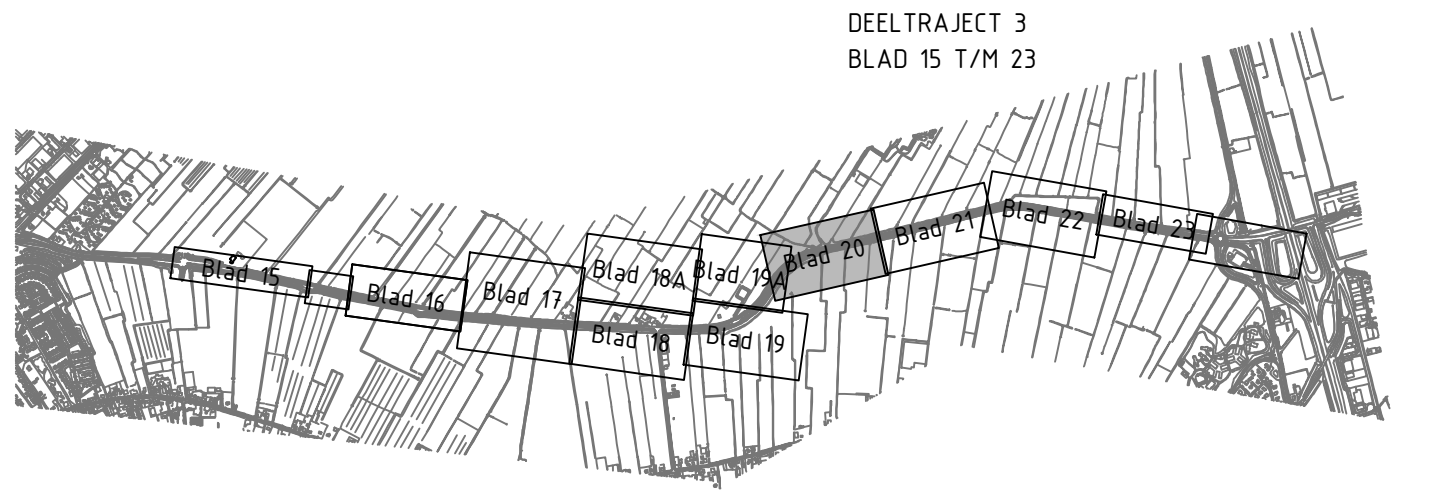 DEELTRAJECT 3
BLAD 15 T/M 23
Blad 15
Blad 16
Blad 17
Blad 18A
Blad 18
Blad 19A
Blad 19
Blad 20
Blad 21
Blad 22
Blad 23